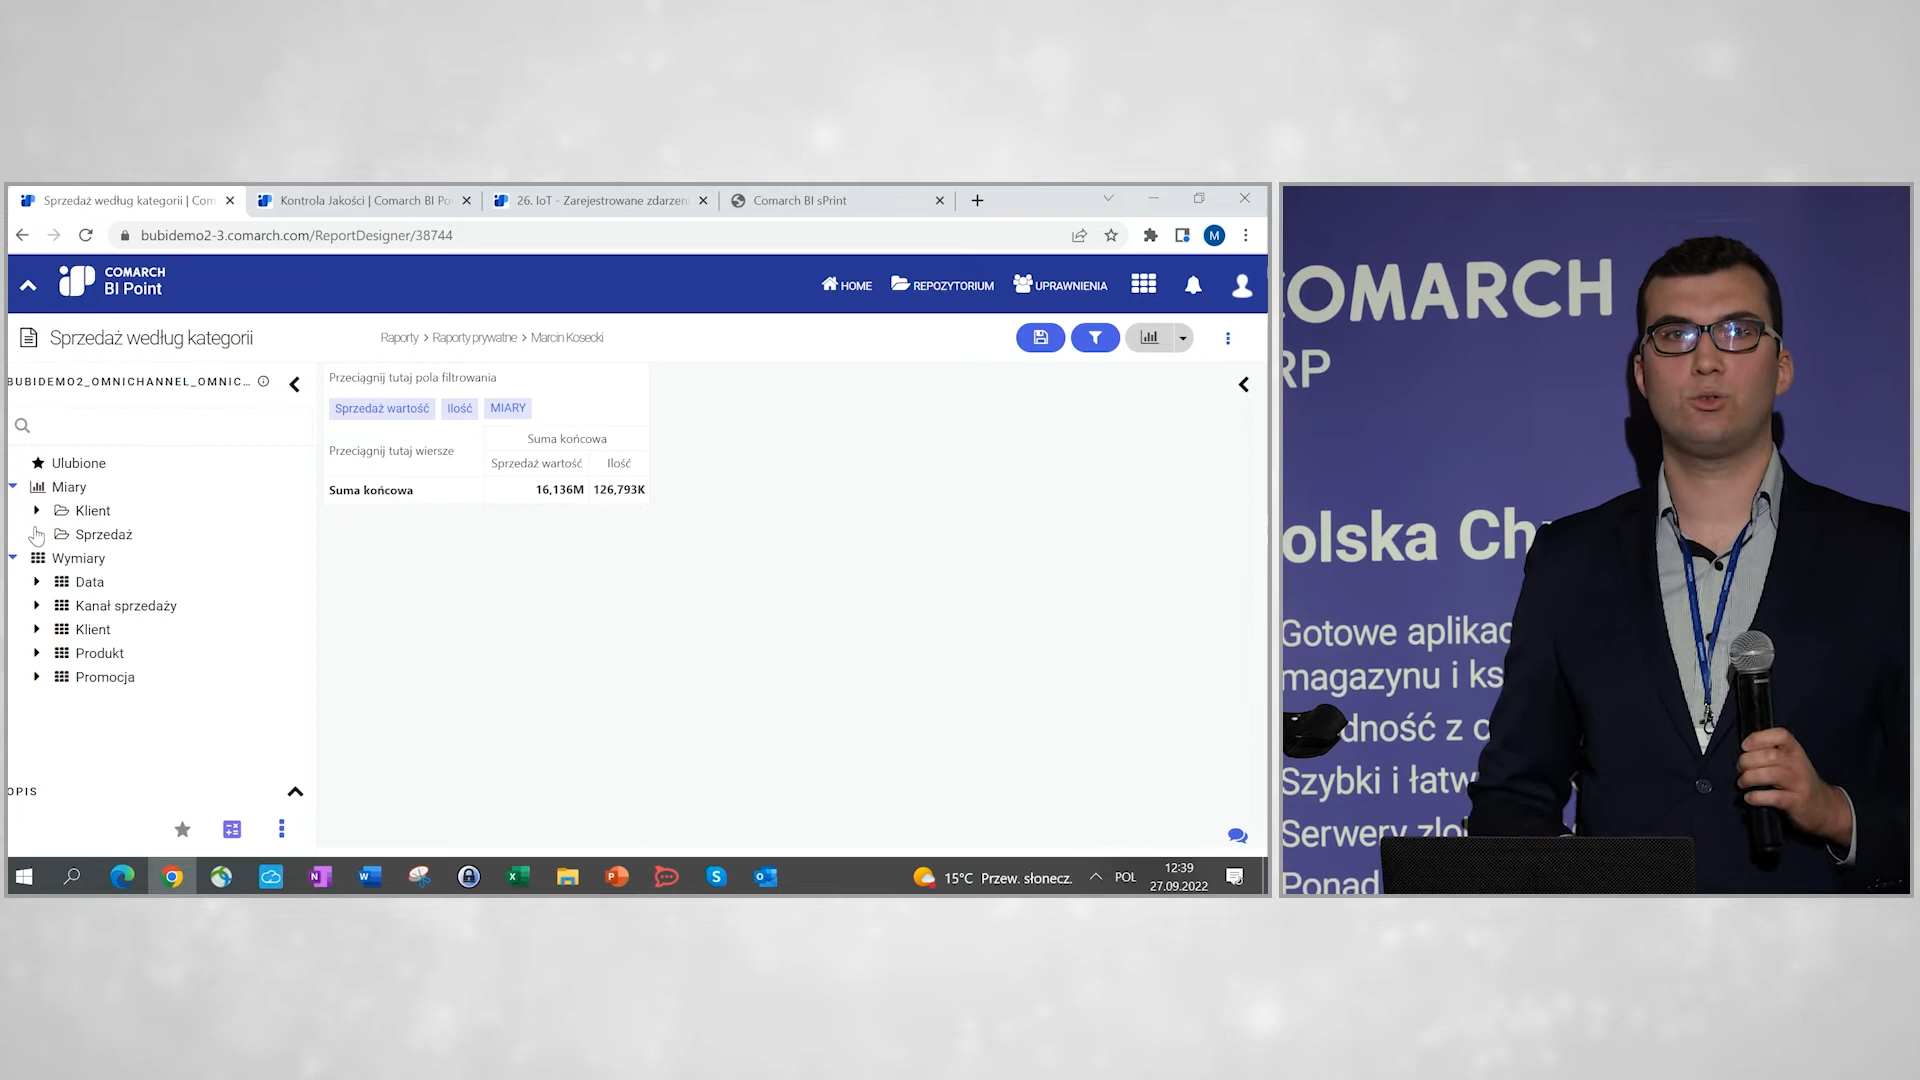 Sprzedaż według kategorii | Com
Kontrola Jakości | Comarch BI Po
26. IoT - Zarejestrowane zdarzen
Comarch BI sPrint
bubidemo2-3.comarch.com/ReportDesigner/38744
M
COMARCH
BI Point
HOME
REPOZYTORIUM
UPRAWNIENIA
Sprzedaż według kategorii
Raporty > Raporty prywatne > Marcin Kosecki
BUBIDEMO2_OMNICHANNEL_OMNIC...
Ulubione
Miary
Klient
Sprzedaż
Wymiary
Data
Kanał sprzedaży
Klient
Produkt
Promocja
OPIS
Przeciągnij tutaj pola filtrowania
Sprzedaż wartość
Ilość
MIARY
Suma końcowa
Przeciągnij tutaj wiersze
Sprzedaż wartość
Ilość
Suma końcowa
16,136M
126,793K
15°C Przew. słonecz.
POL
12:39
27.09.2022
COMARCH
RP
olska Ch
Gotowe aplikac
magazynu i ks
dność z
Szybki i łatw
Serwery zlo
Ponad